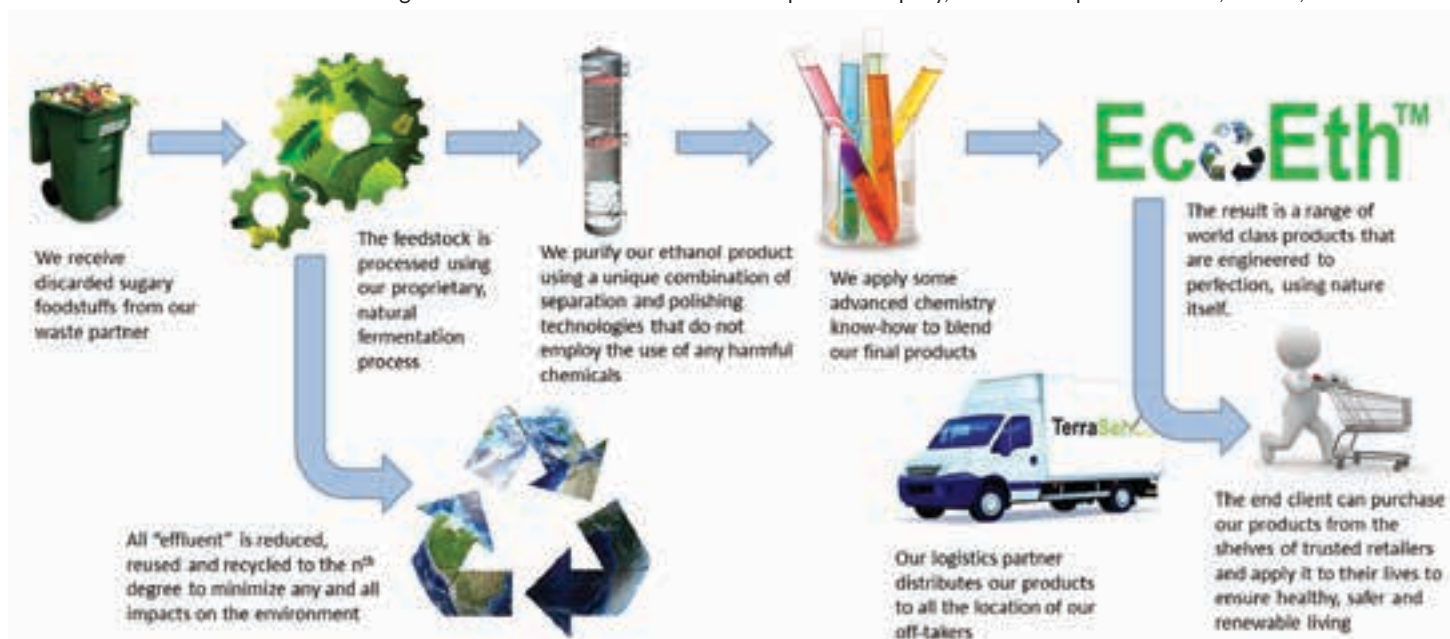 EcoEth™
We receive
discarded sugary
foodstuffs from our
waste partner
The feedstock is
processed using
our proprietary,
natural
fermentation
process
We purify our ethanol product
using a unique combination of
separation and polishing
technologies that do not
employ the use of any harmful
chemicals
We apply some
advanced chemistry
know-how to blend
our final products
The result is a range of
world class products that
are engineered to
perfection, using nature
itself.
All "effluent" is reduced,
reused and recycled to the nth
degree to minimize any and all
impacts on the environment
Terra
Our logistics partner
distributes our products
to all the location of our
off-takers
The end client can purchase
our products from the
shelves of trusted retailers
and apply it to their lives to
ensure healthy, safer and
renewable living